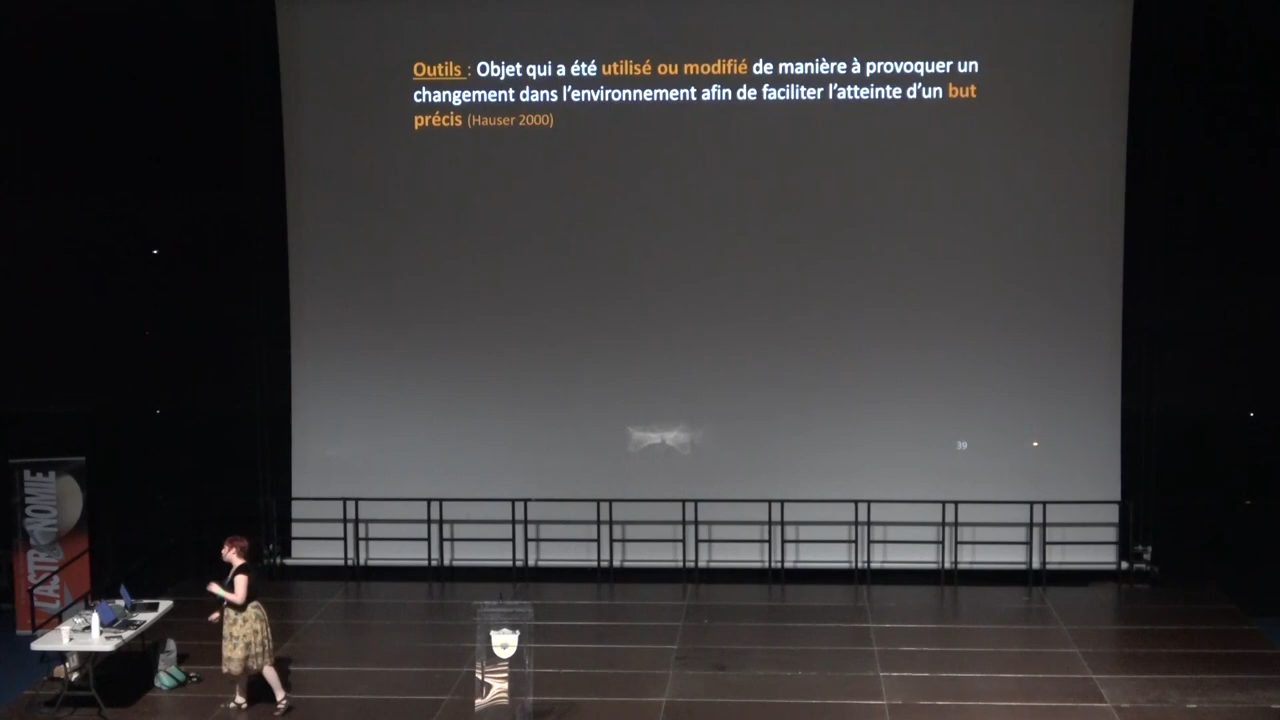 Outils : Objet qui a été utilisé ou modifié de manière à provoquer un
changement dans l'environnement afin de faciliter l'atteinte d'un but
précis (Hauser 2000)
39
L'ASTRONOMIE